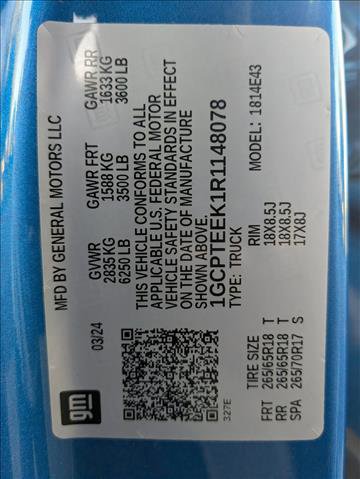 MFD BY GENERAL MOTORS LLC
03/24
GVWR GAWR FRT GAWR RR
2835 KG 1588 KG 1633 KG
6250 LB 3500 LB 3600 LB
THIS VEHICLE CONFORMS TO ALL
APPLICABLE U.S. FEDERAL MOTOR
VEHICLE SAFETY STANDARDS IN EFFECT
ON THE DATE OF MANUFACTURE
SHOWN ABOVE.
1GCPTEEK1R1148078
TYPE: TRUCK
327E
MODEL: 1814E43
TIRE SIZE RIM
FRT 265/65R18 T 18X8.5J
RR 265/65R18 T 18X8.5J
SPA 265/70R17 S 17X8J
gm